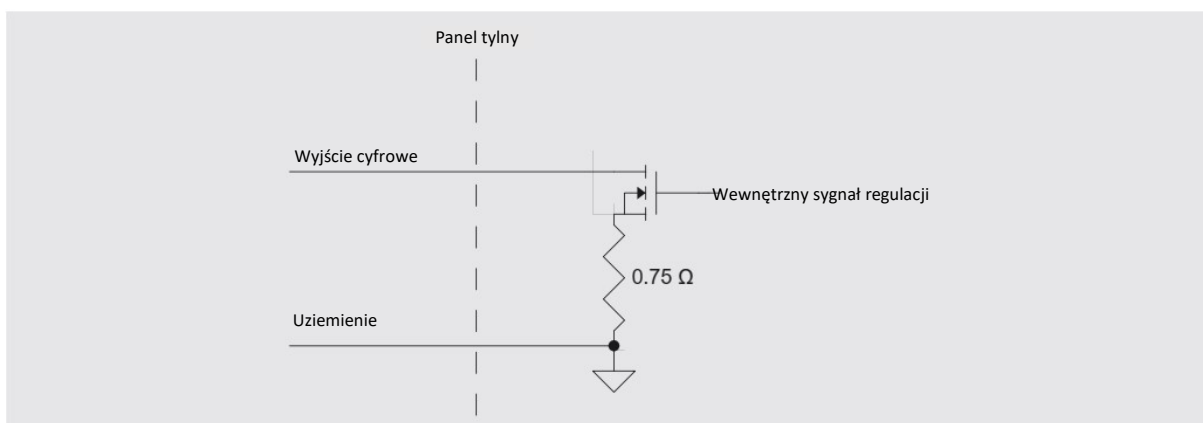 Panel tylny
Wyjście cyfrowe
Wewnętrzny sygnał regulacji
0.75 Ω
Uziemienie